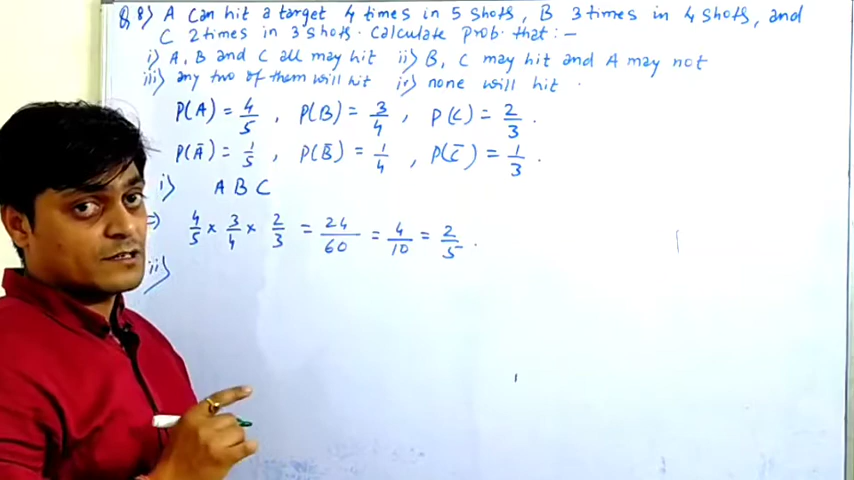 Q 8) A can hit a target 4 times in 5 shots, B 3 times in 4 shots, and
C 2 times in 3 shots. Calculate prob. that :-
i) A, B and C all may hit ii) B, C may hit and A may not
iii) any two of them will hit iv) none will hit .
P(A) = 4/5 , P(B) = 3/4 , P(C) = 2/3 .
P(Ā) = 1/5 , P(B̄) = 1/4 , P(C̄) = 1/3 .
i) A B C
⇒ 4/5 × 3/4 × 2/3 = 24/60 = 4/10 = 2/5 .
ii)